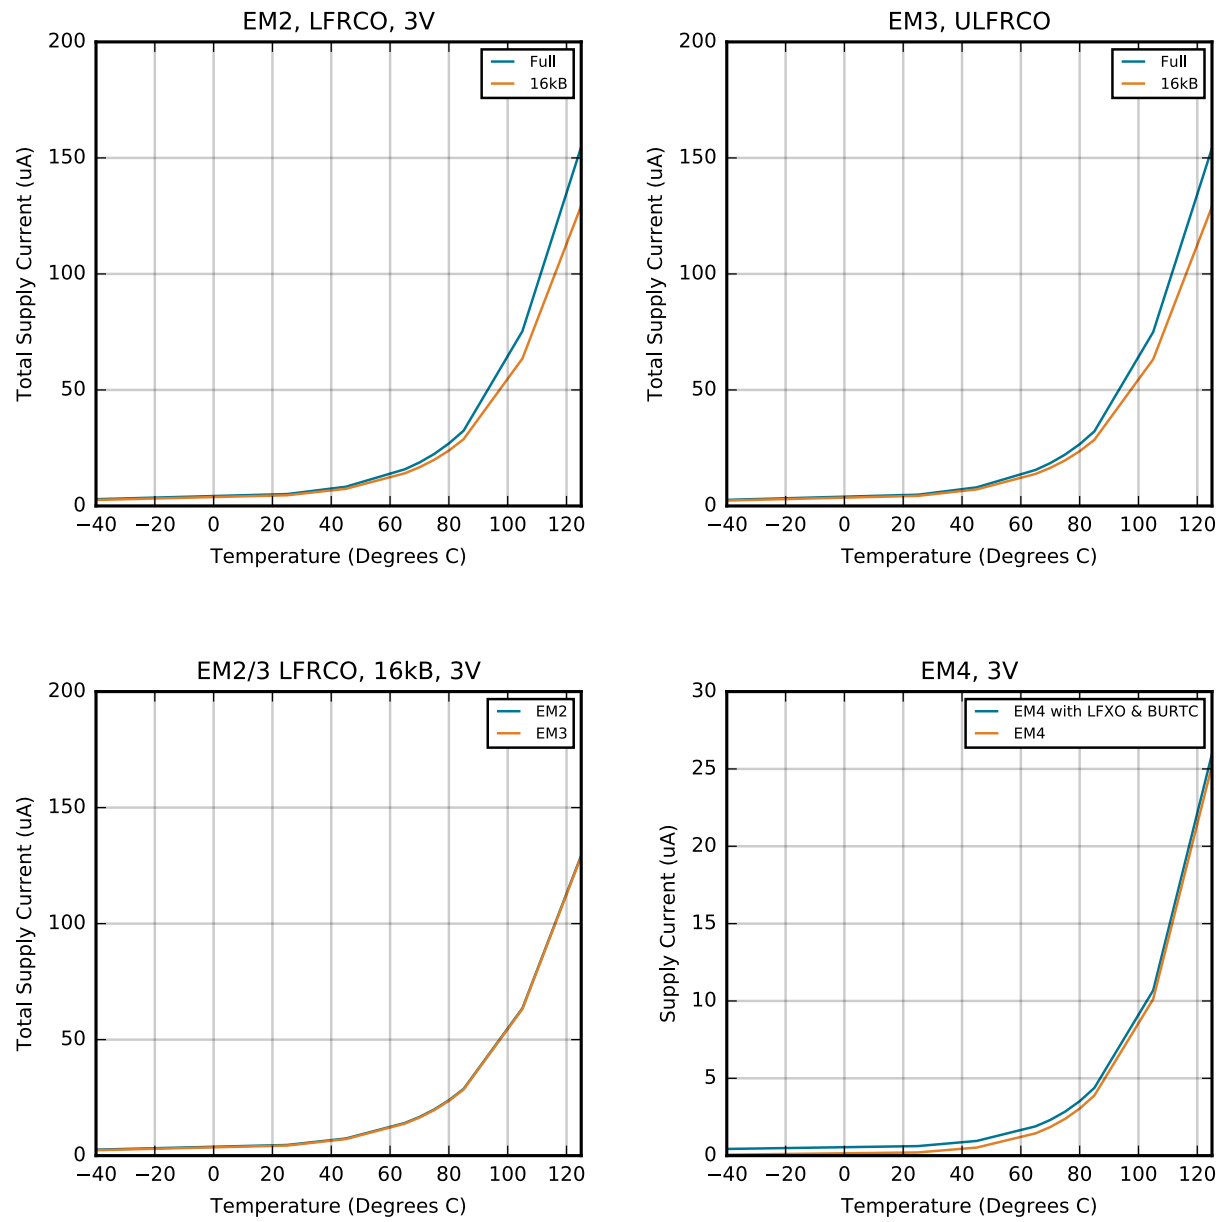 EM2, LFRCO, 3V
200
150
100
50
0
Total Supply Current (uA)
Full
16kB
−40 −20 0 20 40 60 80 100 120
Temperature (Degrees C)
EM3, ULFRCO
200
150
100
50
0
Total Supply Current (uA)
Full
16kB
−40 −20 0 20 40 60 80 100 120
Temperature (Degrees C)
EM2/3 LFRCO, 16kB, 3V
200
150
100
50
0
Total Supply Current (uA)
EM2
EM3
−40 −20 0 20 40 60 80 100 120
Temperature (Degrees C)
EM4, 3V
30
25
20
15
10
5
0
Supply Current (uA)
EM4 with LFXO & BURTC
EM4
−40 −20 0 20 40 60 80 100 120
Temperature (Degrees C)